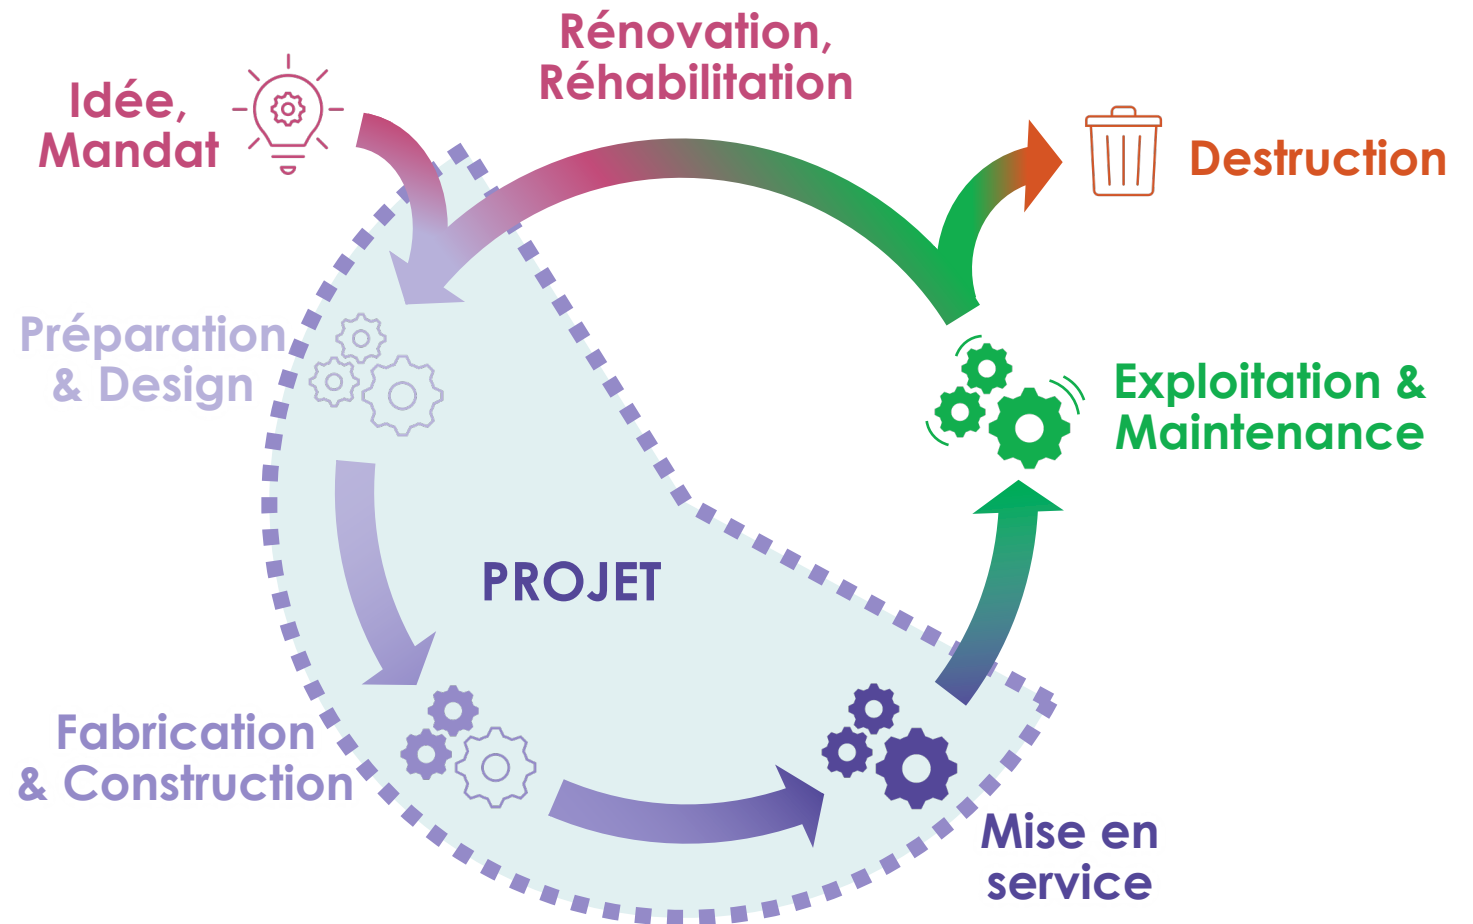 Rénovation,
Réhabilitation
Idée,
Mandat
Destruction
Préparation
& Design
Exploitation &
Maintenance
PROJET
Fabrication
& Construction
Mise en
service